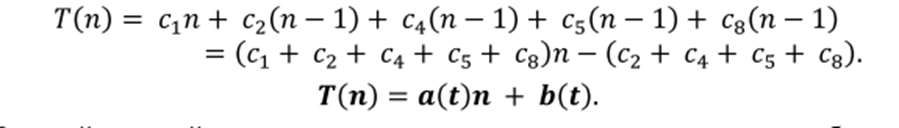 T(n) = c₁n + c₂(n − 1) + c₄(n − 1) + c₅(n − 1) + c₈(n − 1)
= (c₁ + c₂ + c₄ + c₅ + c₈)n − (c₂ + c₄ + c₅ + c₈).
T(n) = a(t)n + b(t).